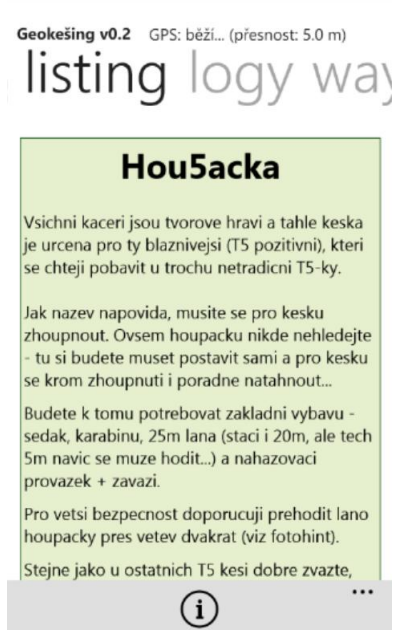 Geokešing v0.2 GPS: běží... (přesnost: 5.0 m)
listing logy way
Hou5acka
Vsichni kaceri jsou tvorove hravi a tahle keska
je urcena pro ty blaznivejsi (T5 pozitivni), kteri
se chteji pobavit u trochu netradicni T5-ky.
Jak nazev napovida, musite se pro kesku
zhoupnout. Ovsem houpacku nikde nehledejte
- tu si budete muset postavit sami a pro kesku
se krom zhoupnuti i poradne natahnout...
Budete k tomu potrebovat zakladni vybavu -
sedak, karabinu, 25m lana (staci i 20m, ale tech
5m navic se muze hodit...) a nahazovaci
provazek + zavazi.
Pro vetsi bezpecnost doporucuji prehodit lano
houpacky pres vetev dvakrat (viz fotohint).
Stejne jako u ostatnich T5 kesi dobre zvazte,